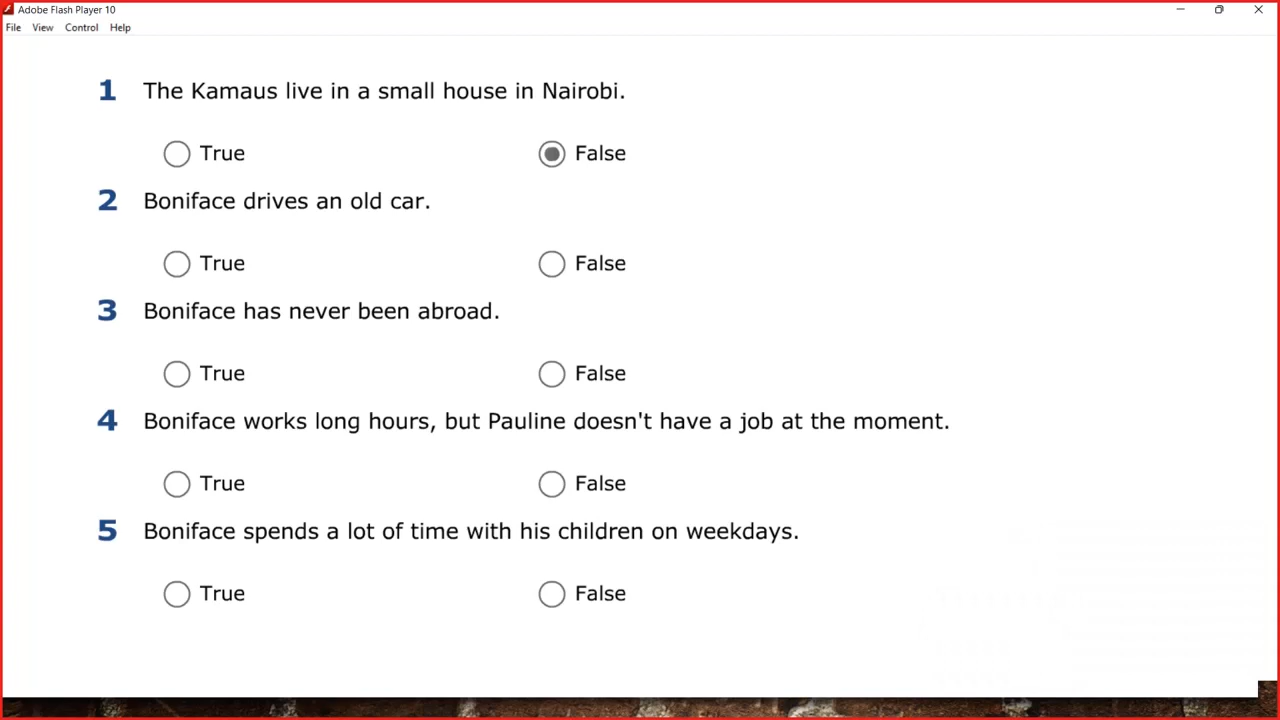 Adobe Flash Player 10
File View Control Help
1 The Kamaus live in a small house in Nairobi.
True False
2 Boniface drives an old car.
True False
3 Boniface has never been abroad.
True False
4 Boniface works long hours, but Pauline doesn't have a job at the moment.
True False
5 Boniface spends a lot of time with his children on weekdays.
True False